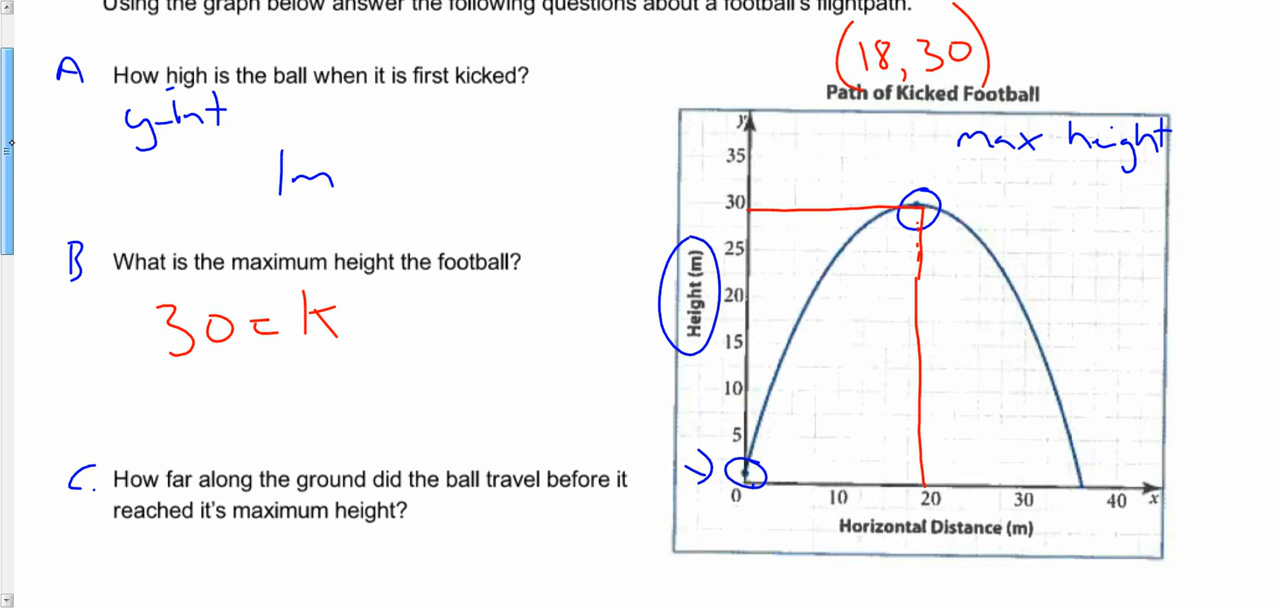 Using the graph below answer the following questions about a football's flightpath.
(18, 30)
A How high is the ball when it is first kicked?
y-int
1m
B What is the maximum height the football?
30 = k
C. How far along the ground did the ball travel before it
reached it's maximum height?
Path of Kicked Football
max height
y
35
30
25
20
15
10
5
0
Height (m)
10 20 30 40 x
Horizontal Distance (m)